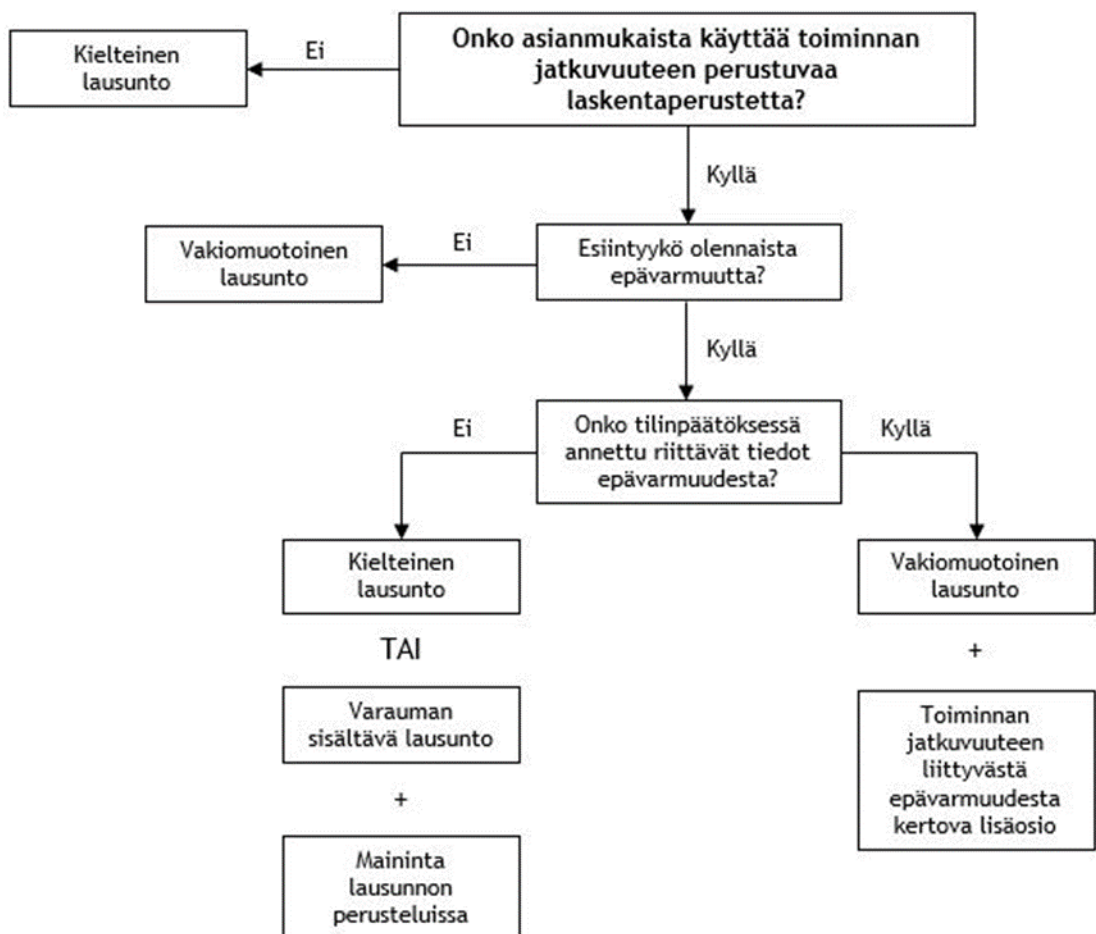 Onko asianmukaista käyttää toiminnan
jatkuvuuteen perustuvaa
laskentaperustetta?
Ei
Kielteinen
lausunto
Kyllä
Esiintyykö olennaista
epävarmuutta?
Ei
Vakiomuotoinen
lausunto
Kyllä
Onko tilinpäätöksessä
annettu riittävät tiedot
epävarmuudesta?
Ei
Kyllä
Kielteinen
lausunto
TAI
Varauman
sisältävä lausunto
+
Maininta
lausunnon
perusteluissa
Vakiomuotoinen
lausunto
+
Toiminnan
jatkuvuuteen
liittyvästä
epävarmuudesta
kertova lisäosio